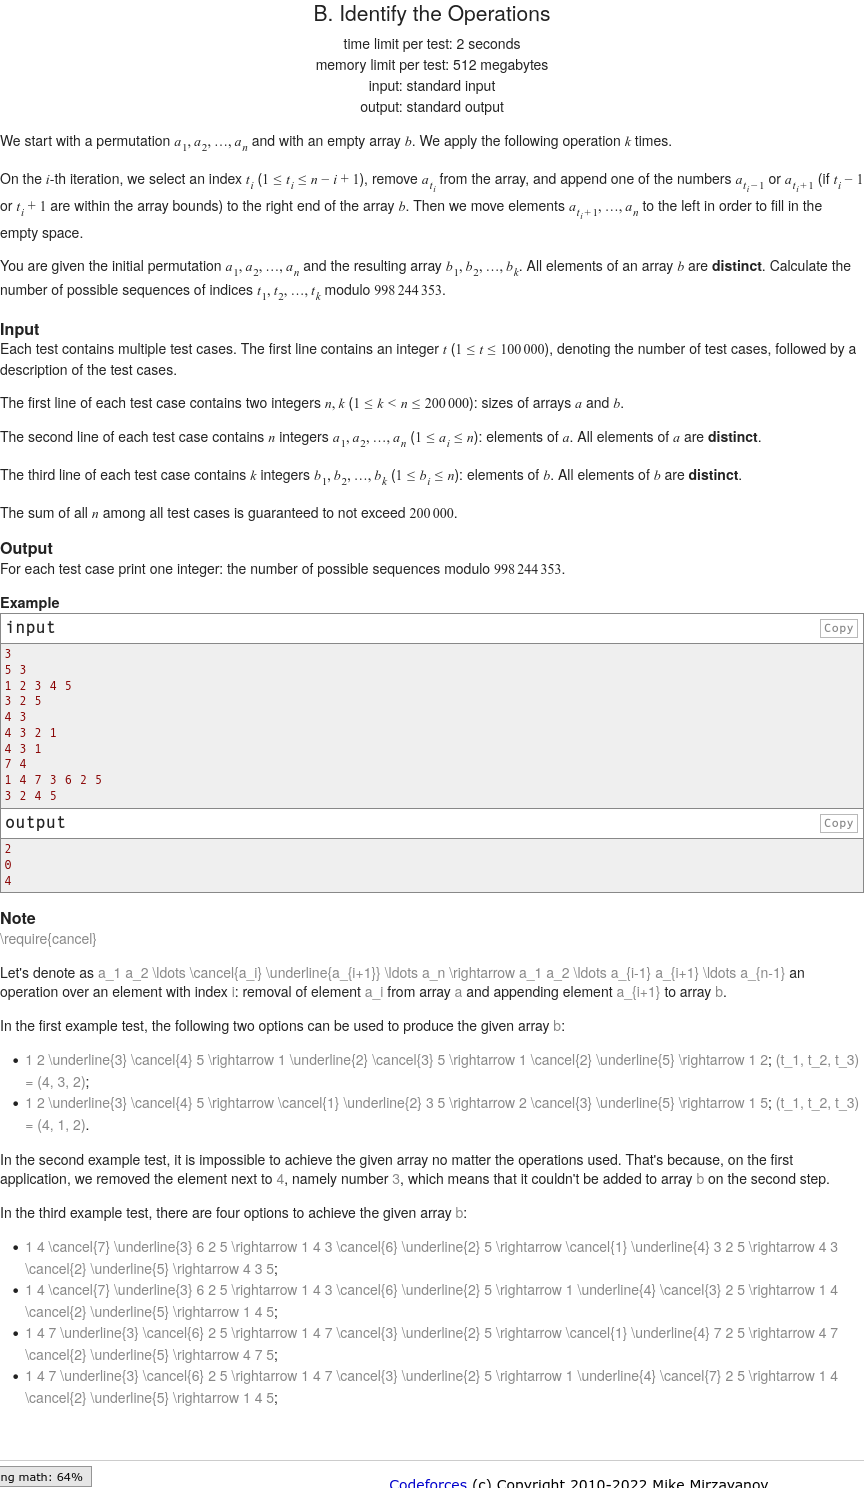 B. Identify the Operations
time limit per test: 2 seconds
memory limit per test: 512 megabytes
input: standard input
output: standard output
We start with a permutation a_1, a_2, …, a_n and with an empty array b. We apply the following operation k times.
On the i-th iteration, we select an index t_i (1 ≤ t_i ≤ n − i + 1), remove a_{t_i} from the array, and append one of the numbers a_{t_i−1} or a_{t_i+1} (if t_i − 1
or t_i + 1 are within the array bounds) to the right end of the array b. Then we move elements a_{t_i+1}, …, a_n to the left in order to fill in the
empty space.
You are given the initial permutation a_1, a_2, …, a_n and the resulting array b_1, b_2, …, b_k. All elements of an array b are distinct. Calculate the
number of possible sequences of indices t_1, t_2, …, t_k modulo 998 244 353.
Input
Each test contains multiple test cases. The first line contains an integer t (1 ≤ t ≤ 100 000), denoting the number of test cases, followed by a
description of the test cases.
The first line of each test case contains two integers n, k (1 ≤ k < n ≤ 200 000): sizes of arrays a and b.
The second line of each test case contains n integers a_1, a_2, …, a_n (1 ≤ a_i ≤ n): elements of a. All elements of a are distinct.
The third line of each test case contains k integers b_1, b_2, …, b_k (1 ≤ b_i ≤ n): elements of b. All elements of b are distinct.
The sum of all n among all test cases is guaranteed to not exceed 200 000.
Output
For each test case print one integer: the number of possible sequences modulo 998 244 353.
Example
input
Copy
3
5 3
1 2 3 4 5
3 2 5
4 3
4 3 2 1
4 3 1
7 4
1 4 7 3 6 2 5
3 2 4 5
output
Copy
2
0
4
Note
\require{cancel}
Let's denote as a_1 a_2 \ldots \cancel{a_i} \underline{a_{i+1}} \ldots a_n \rightarrow a_1 a_2 \ldots a_{i-1} a_{i+1} \ldots a_{n-1} an
operation over an element with index i: removal of element a_i from array a and appending element a_{i+1} to array b.
In the first example test, the following two options can be used to produce the given array b:
• 1 2 \underline{3} \cancel{4} 5 \rightarrow 1 \underline{2} \cancel{3} 5 \rightarrow 1 \cancel{2} \underline{5} \rightarrow 1 2; (t_1, t_2, t_3)
= (4, 3, 2);
• 1 2 \underline{3} \cancel{4} 5 \rightarrow \cancel{1} \underline{2} 3 5 \rightarrow 2 \cancel{3} \underline{5} \rightarrow 1 5; (t_1, t_2, t_3)
= (4, 1, 2).
In the second example test, it is impossible to achieve the given array no matter the operations used. That's because, on the first
application, we removed the element next to 4, namely number 3, which means that it couldn't be added to array b on the second step.
In the third example test, there are four options to achieve the given array b:
• 1 4 \cancel{7} \underline{3} 6 2 5 \rightarrow 1 4 3 \cancel{6} \underline{2} 5 \rightarrow \cancel{1} \underline{4} 3 2 5 \rightarrow 4 3
\cancel{2} \underline{5} \rightarrow 4 3 5;
• 1 4 \cancel{7} \underline{3} 6 2 5 \rightarrow 1 4 3 \cancel{6} \underline{2} 5 \rightarrow 1 \underline{4} \cancel{3} 2 5 \rightarrow 1 4
\cancel{2} \underline{5} \rightarrow 1 4 5;
• 1 4 7 \underline{3} \cancel{6} 2 5 \rightarrow 1 4 7 \cancel{3} \underline{2} 5 \rightarrow \cancel{1} \underline{4} 7 2 5 \rightarrow 4 7
\cancel{2} \underline{5} \rightarrow 4 7 5;
• 1 4 7 \underline{3} \cancel{6} 2 5 \rightarrow 1 4 7 \cancel{3} \underline{2} 5 \rightarrow 1 \underline{4} \cancel{7} 2 5 \rightarrow 1 4
\cancel{2} \underline{5} \rightarrow 1 4 5;
ng math: 64%
Codeforces (c) Copyright 2010-2022 Mike Mirzayanov